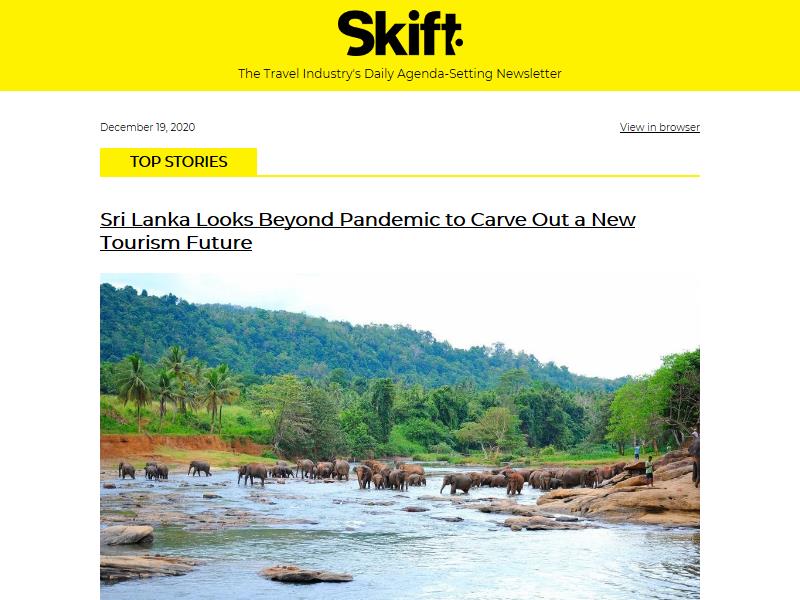 Skift
The Travel Industry's Daily Agenda-Setting Newsletter
December 19, 2020
View in browser
TOP STORIES
Sri Lanka Looks Beyond Pandemic to Carve Out a New
Tourism Future